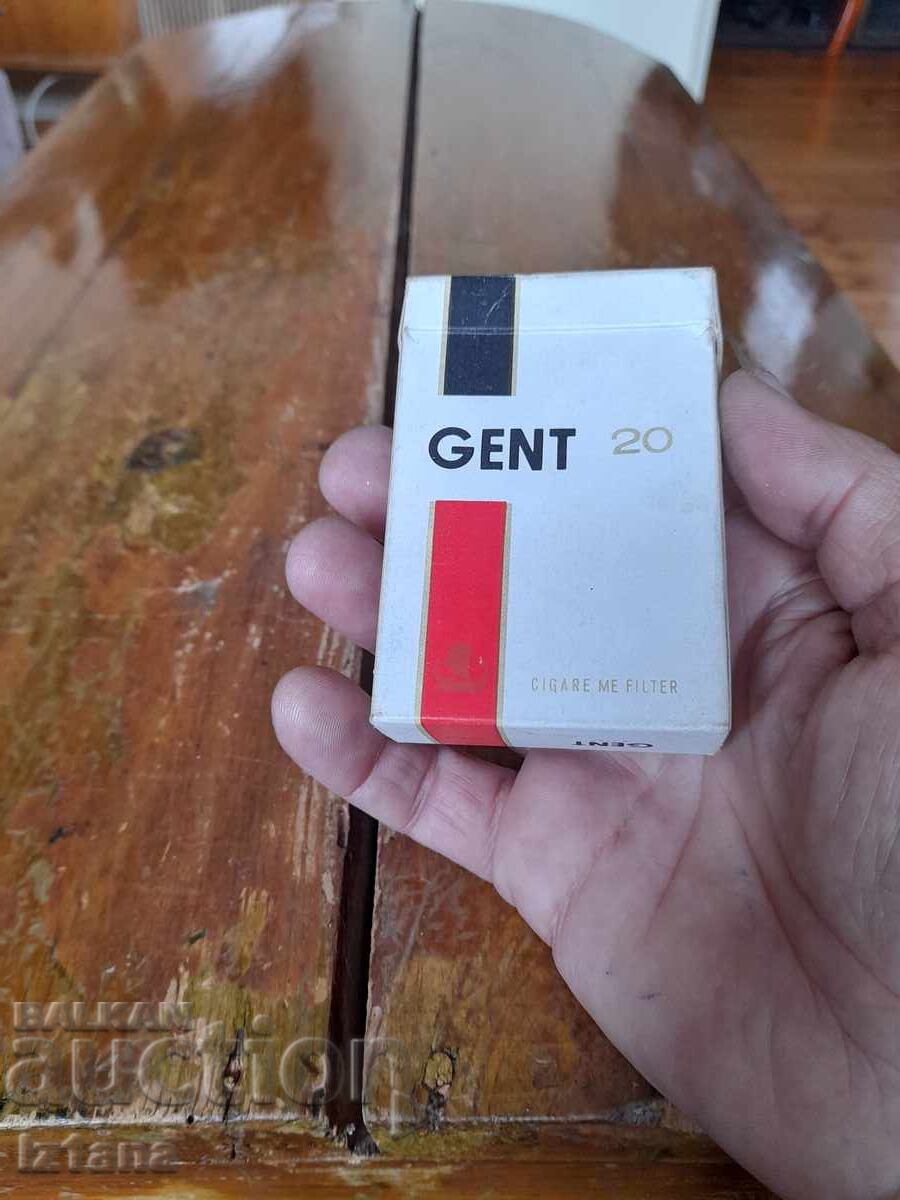 GENT 20
CIGARE ME FILTER
GENT
BALKAN
auction
iztana